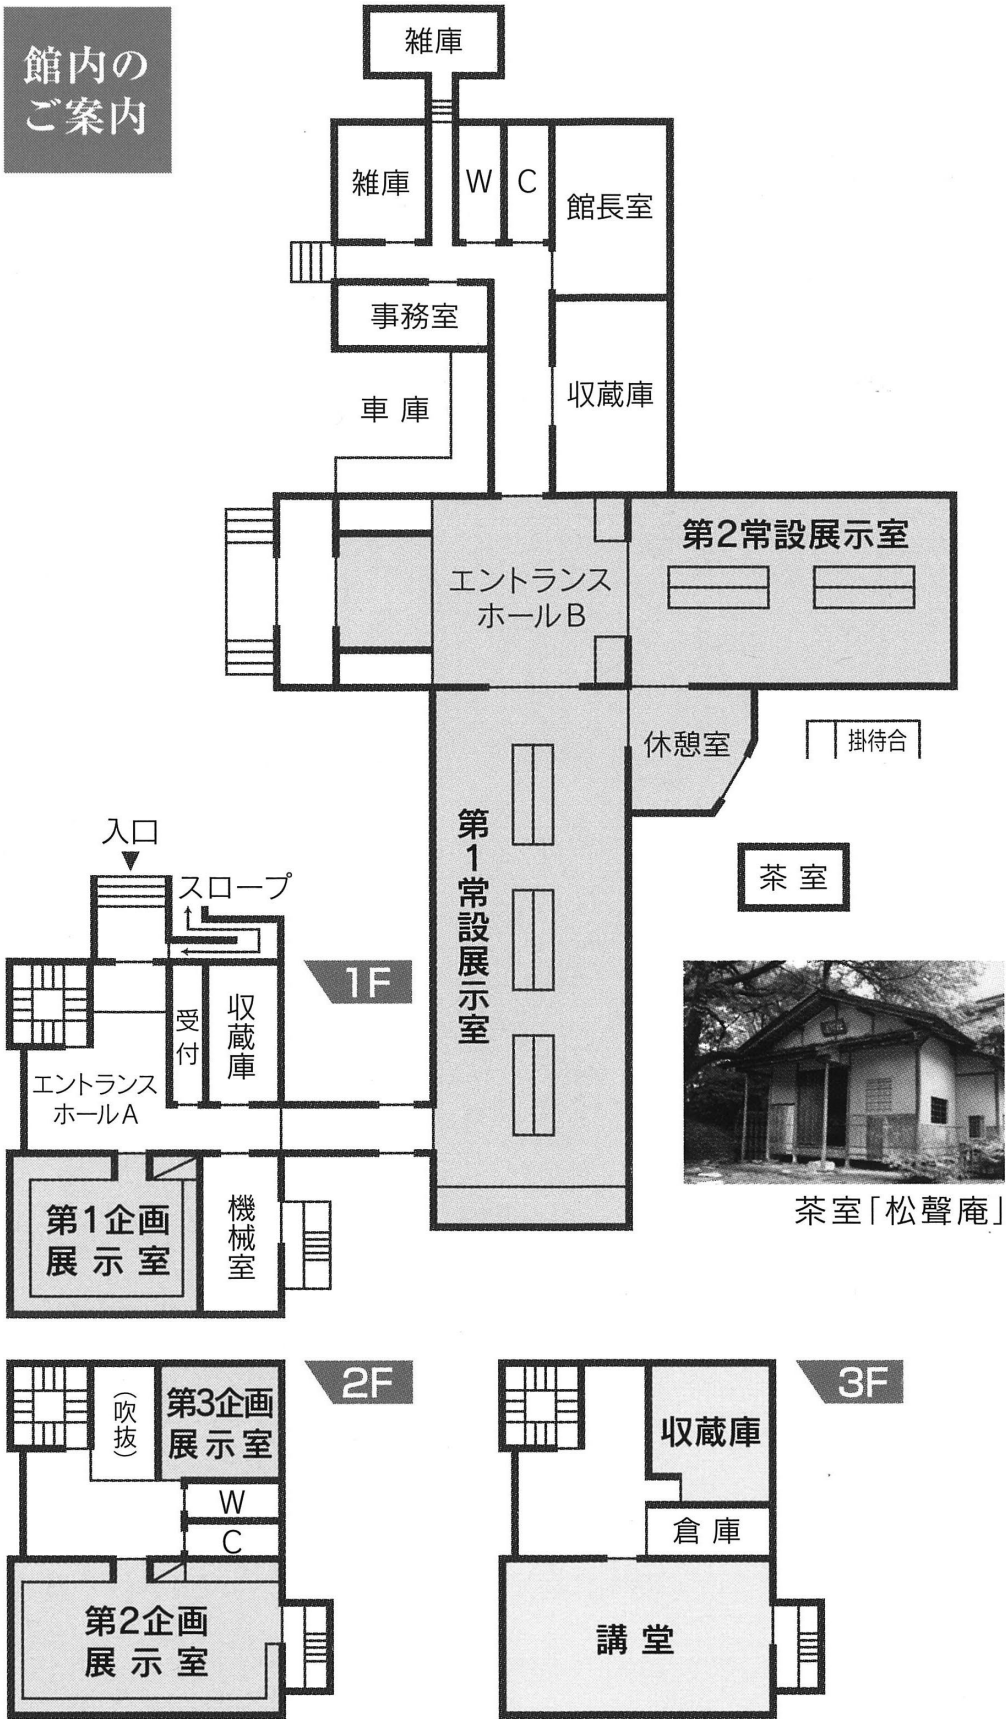 館内の
ご案内
雑庫
雑庫
W
C
館長室
事務室
車庫
収蔵庫
第2常設展示室
エントランス
ホールB
休憩室
掛待合
第1常設展示室
茶室
入口
スロープ
1F
受付
収蔵庫
エントランス
ホールA
第1企画
展示室
機械室
茶室「松聲庵」
2F
(吹抜)
第3企画
展示室
W
C
第2企画
展示室
3F
収蔵庫
倉庫
講堂